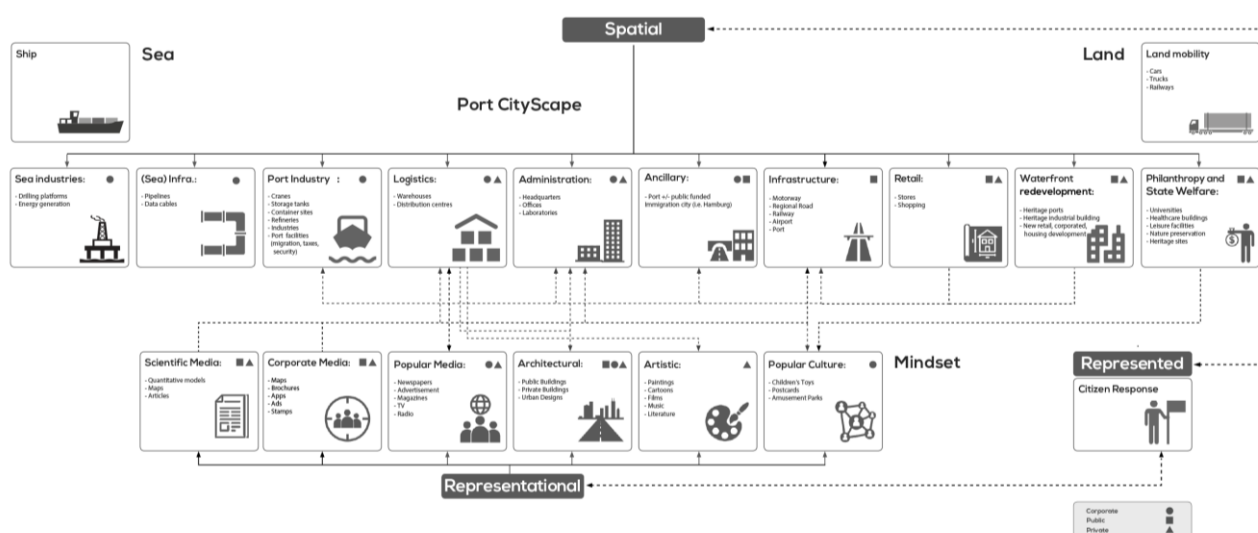 Spatial
Ship
Sea
Land
Land mobility
- Cars
- Trucks
- Railways
Port CityScape
Sea industries:
- Drilling platforms
- Energy generation
(Sea) Infra.:
- Pipelines
- Data cables
Port Industry :
- Cranes
- Storage tanks
- Container sites
- Refineries
- Industries
- Port facilities
(migration, taxes,
security)
Logistics:
- Warehouses
- Distribution centres
Administration:
- Headquarters
- Offices
- Laboratories
Ancillary:
- Port +/- public funded
Immigration city (i.e. Hamburg)
Infrastructure:
- Motorway
- Regional Road
- Railway
- Airport
- Port
Retail:
- Stores
- Shopping
Waterfront
redevelopment:
- Heritage ports
- Heritage industrial building
- New retail, corporated,
housing development
Philanthropy and
State Welfare:
- Universities
- Healthcare buildings
- Leisure facilities
- Nature preservation
- Heritage sites
Scientific Media:
- Quantitative models
- Maps
- Articles
Corporate Media:
- Maps
- Brochures
- Apps
- Ads
- Stamps
Popular Media:
- Newspapers
- Advertisement
- Magazines
- TV
- Radio
Architectural:
- Public Buildings
- Private Buildings
- Urban Designs
Artistic:
- Paintings
- Cartoons
- Films
- Music
- Literature
Popular Culture:
- Children's Toys
- Postcards
- Amusement Parks
Mindset
Represented
Citizen Response
Representational
Corporate
Public
Private